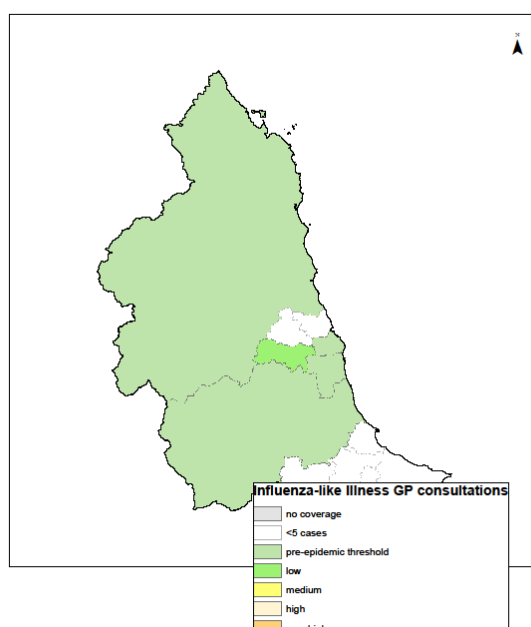 N
Influenza-like Illness GP consultations
no coverage
<5 cases
pre-epidemic threshold
low
medium
high